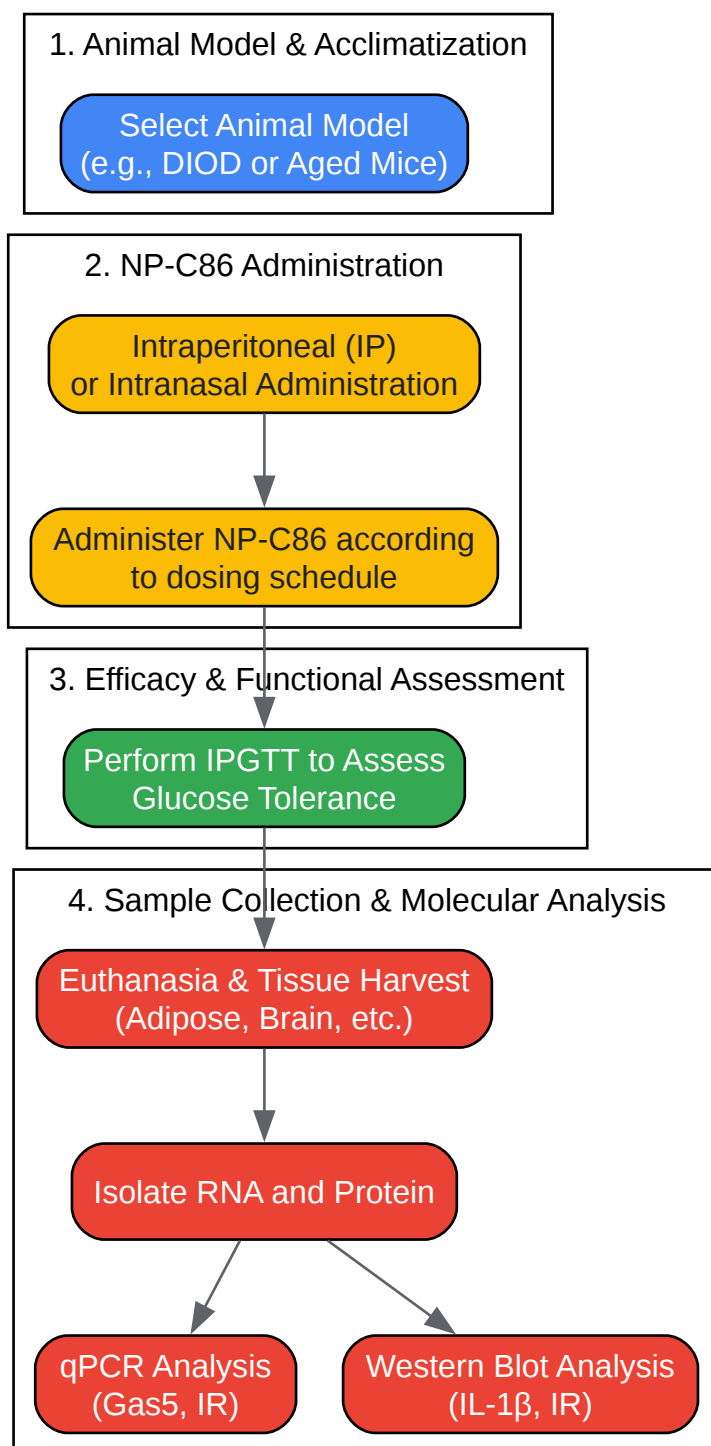 1. Animal Model & Acclimatization
Select Animal Model
(e.g., DIOD or Aged Mice)
2. NP-C86 Administration
Intraperitoneal (IP)
or Intranasal Administration
Administer NP-C86 according
to dosing schedule
3. Efficacy & Functional Assessment
Perform IPGTT to Assess
Glucose Tolerance
4. Sample Collection & Molecular Analysis
Euthanasia & Tissue Harvest
(Adipose, Brain, etc.)
Isolate RNA and Protein
qPCR Analysis
(Gas5, IR)
Western Blot Analysis
(IL-1β, IR)